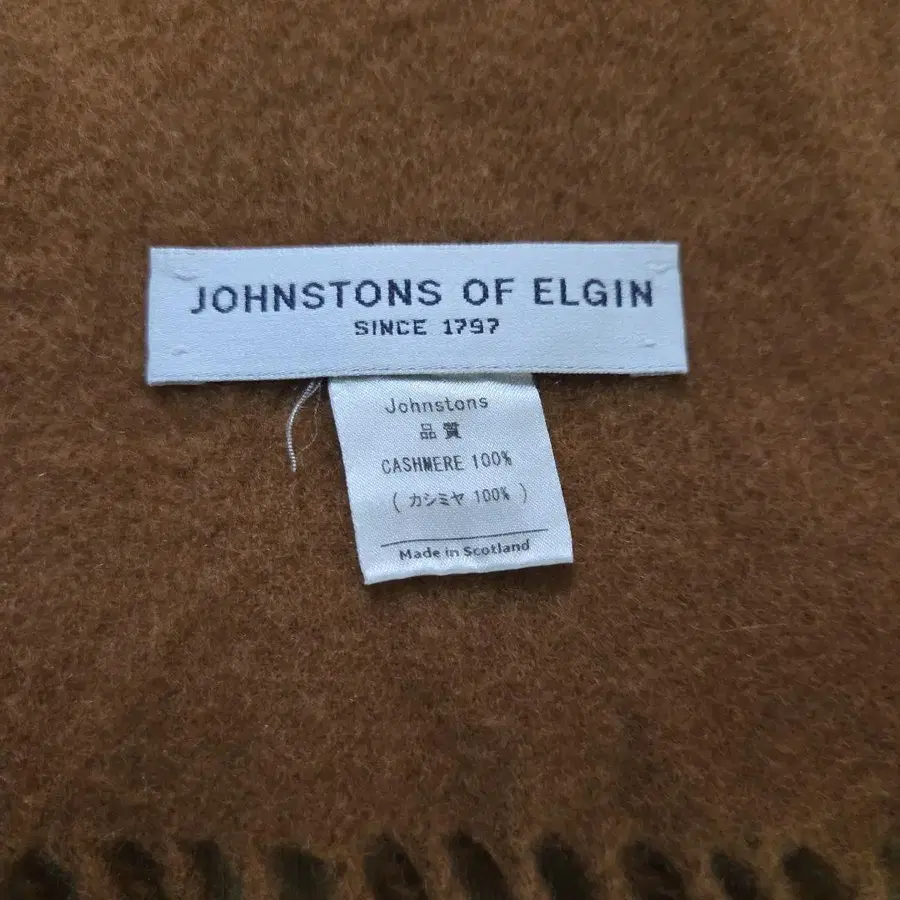 JOHNSTONS OF ELGIN
SINCE 1797
Johnstons
品質
CASHMERE 100%
( カシミヤ 100% )
Made in Scotland